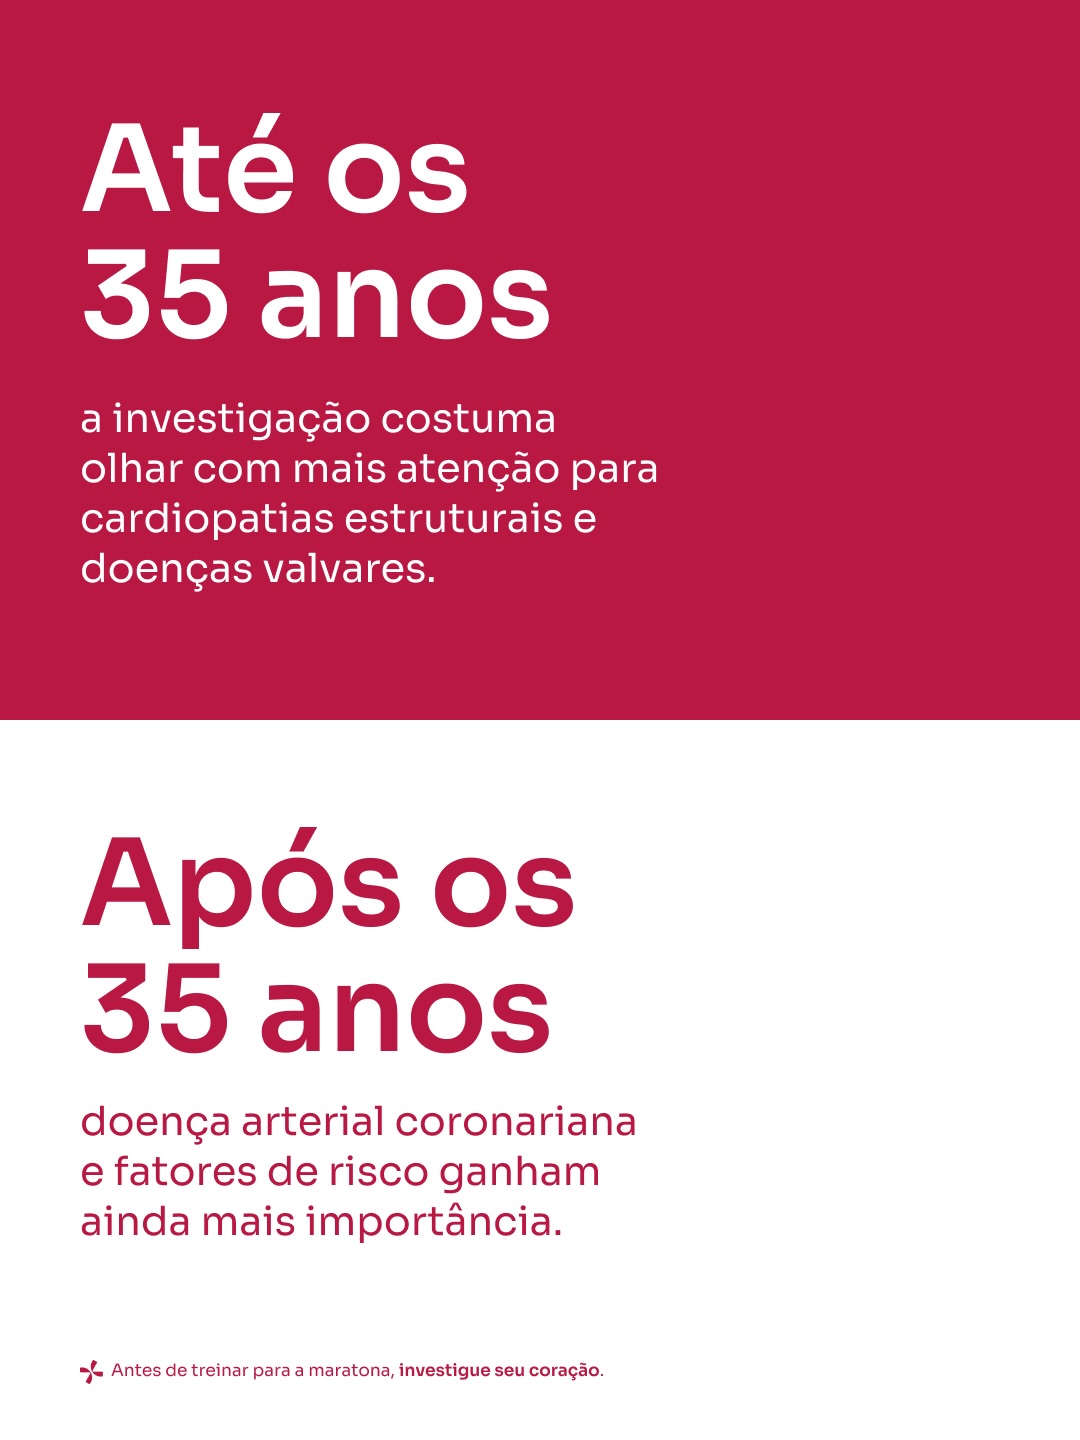 Até os
35 anos
a investigação costuma
olhar com mais atenção para
cardiopatias estruturais e
doenças valvares.
Após os
35 anos
doença arterial coronariana
e fatores de risco ganham
ainda mais importância.
Antes de treinar para a maratona, investigue seu coração.